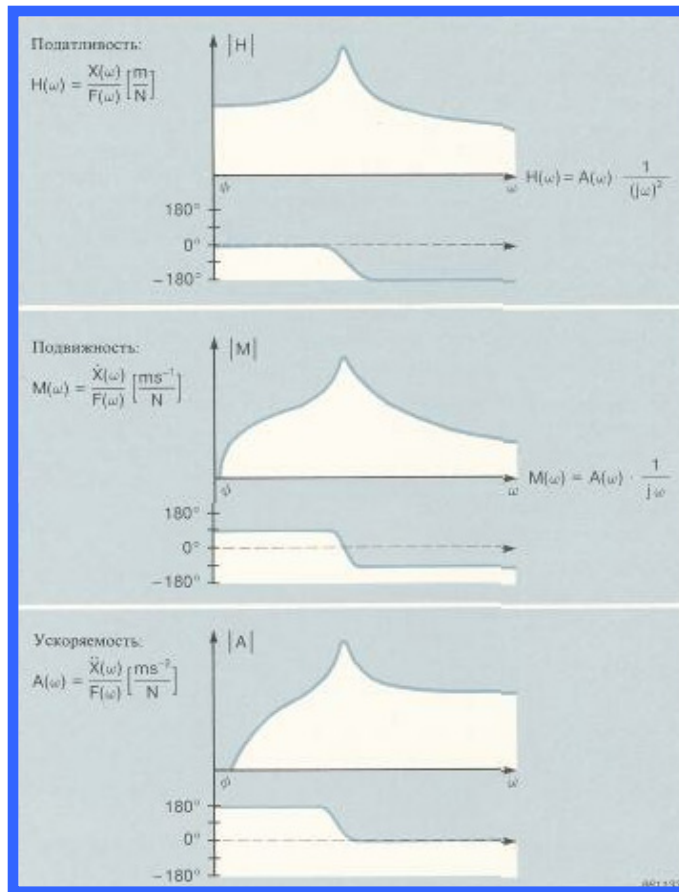 Податливость:
H(ω) = X(ω)/F(ω) [m/N]
|H|
ω
H(ω) = A(ω) · 1/(jω)²
180°
0°
−180°
Подвижность:
M(ω) = Ẋ(ω)/F(ω) [ms⁻¹/N]
|M|
ω
M(ω) = A(ω) · 1/jω
180°
0°
−180°
Ускоряемость:
A(ω) = Ẍ(ω)/F(ω) [ms⁻²/N]
|A|
ω
180°
0°
−180°